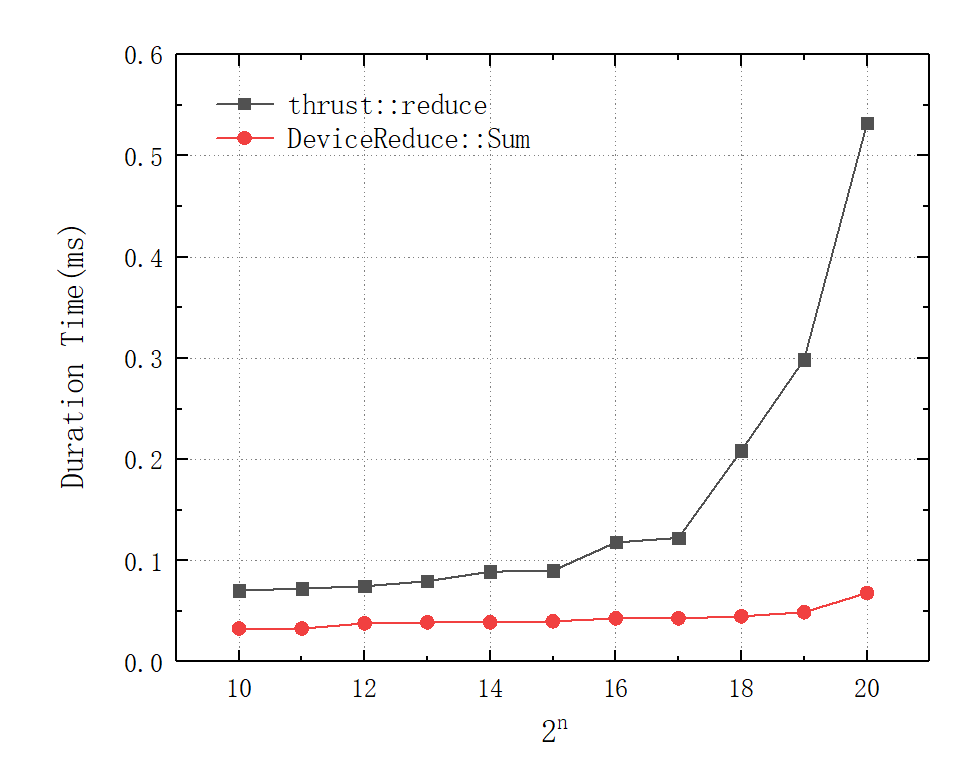 0.6
thrust::reduce
DeviceReduce::Sum
0.5
0.4
0.3
0.2
0.1
0.0
Duration Time(ms)
10 12 14 16 18 20
2ⁿ